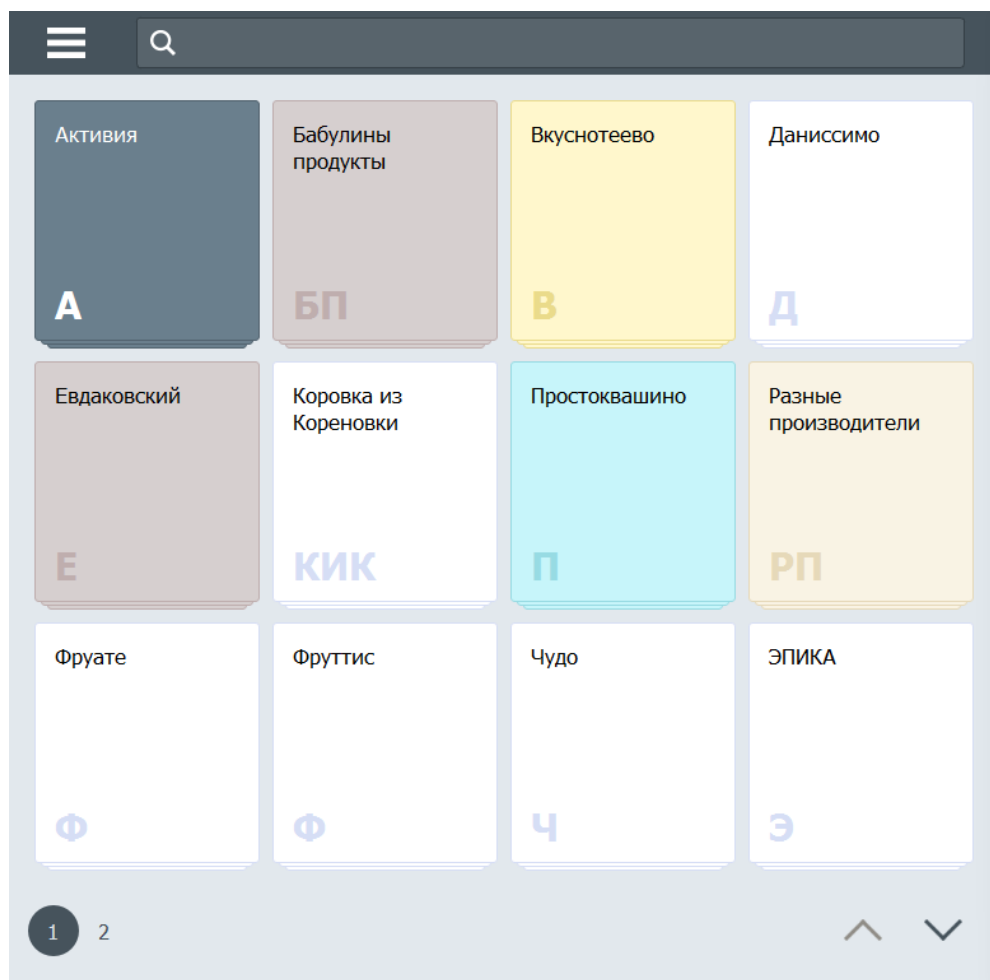 Активия
Бабулины
продукты
Вкуснотеево
Даниссимо
А
БП
В
Д
Евдаковский
Коровка из
Кореновки
Простоквашино
Разные
производители
Е
КИК
П
РП
Фруате
Фруттис
Чудо
ЭПИКА
Ф
Ф
Ч
Э
1
2